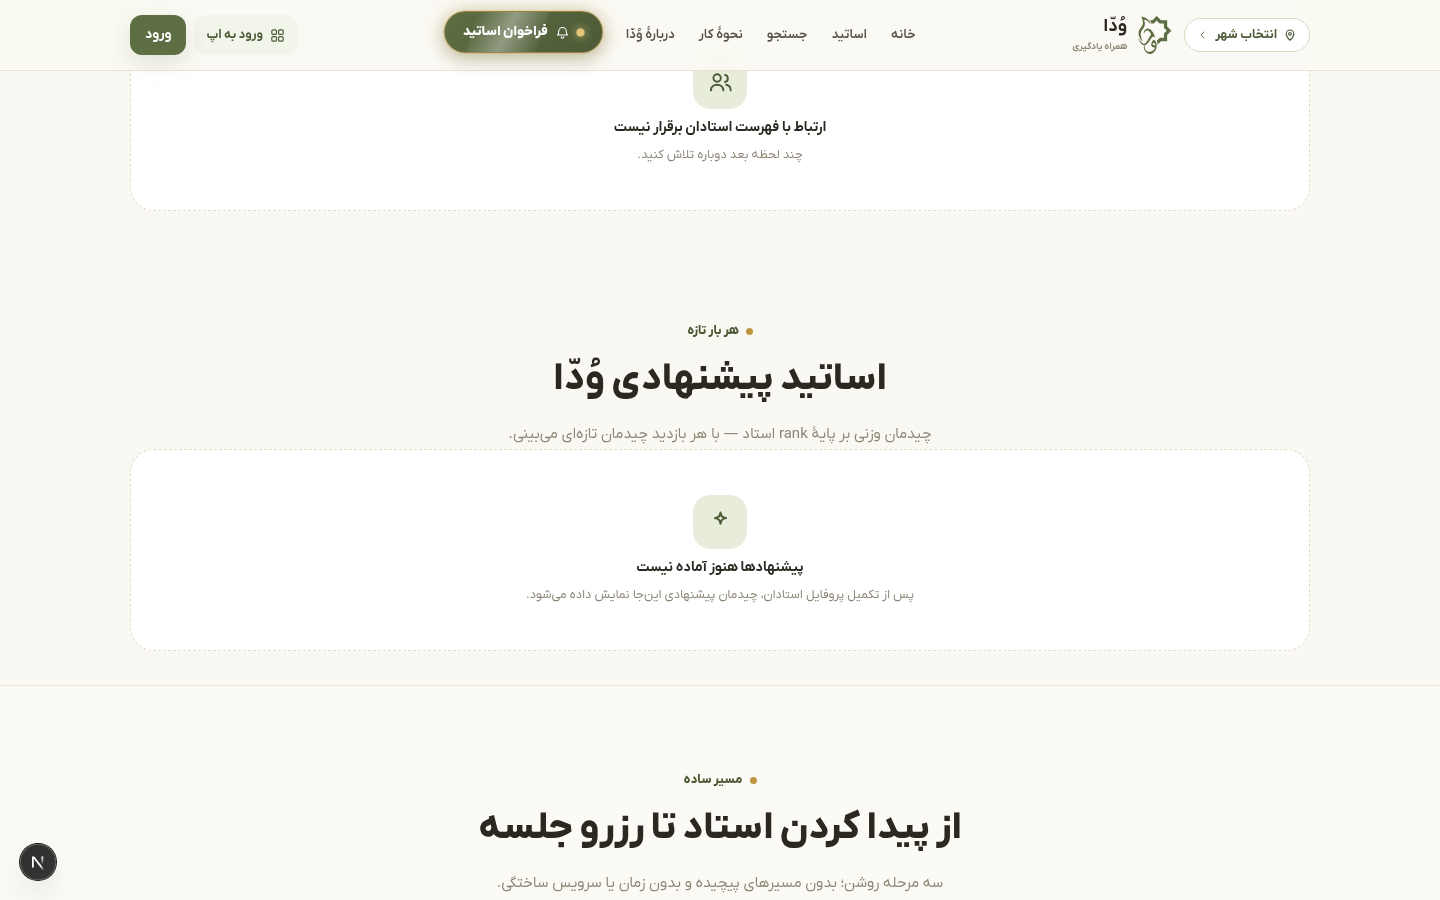 انتخاب شهر
وُدّا
همراه یادگیری
خانه
اساتید
جستجو
نحوهٔ کار
دربارهٔ وُدّا
فراخوان اساتید
ورود به اپ
ورود
ارتباط با فهرست استادان برقرار نیست
چند لحظه بعد دوباره تلاش کنید.
هر بار تازه
اساتید پیشنهادی وُدّا
چیدمان وزنی بر پایهٔ rank استاد — با هر بازدید چیدمان تازه‌ای می‌بینی.
پیشنهادها هنوز آماده نیست
پس از تکمیل پروفایل استادان، چیدمان پیشنهادی این‌جا نمایش داده می‌شود.
مسیر ساده
از پیدا کردن استاد تا رزرو جلسه
سه مرحله روشن؛ بدون مسیرهای پیچیده و بدون زمان یا سرویس ساختگی.
N